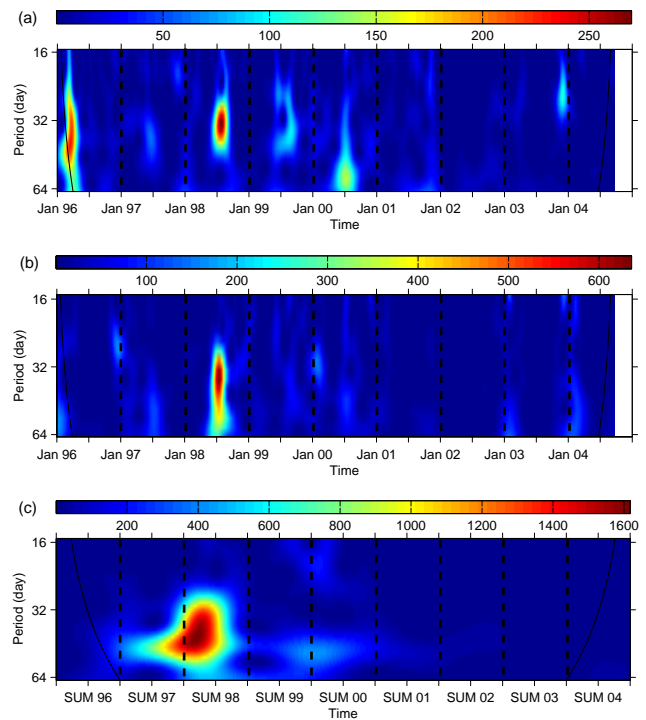 (a)
50 100 150 200 250
16
32
64
Period (day)
Jan 96 Jan 97 Jan 98 Jan 99 Jan 00 Jan 01 Jan 02 Jan 03 Jan 04
Time
(b)
100 200 300 400 500 600
16
32
64
Period (day)
Jan 96 Jan 97 Jan 98 Jan 99 Jan 00 Jan 01 Jan 02 Jan 03 Jan 04
Time
(c)
200 400 600 800 1000 1200 1400 1600
16
32
64
Period (day)
SUM 96 SUM 97 SUM 98 SUM 99 SUM 00 SUM 01 SUM 02 SUM 03 SUM 04
Time